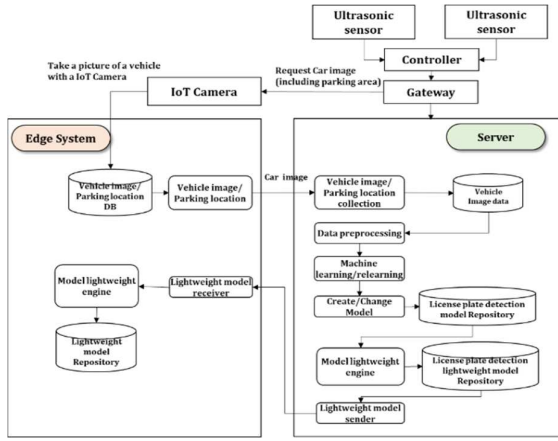 Ultrasonic
sensor
Ultrasonic
sensor
Controller
Gateway
Request Car image
(including parking area)
Take a picture of a vehicle
with a IoT Camera
IoT Camera
Edge System
Server
Vehicle image/
Parking location
DB
Vehicle image/
Parking location
Car image
Vehicle image/
Parking location
collection
Vehicle
Image data
Data preprocessing
Machine
learning/relearning
Create/Change
Model
License plate detection
model Repository
Model lightweight
engine
Lightweight model
receiver
Lightweight
model
Repository
Model lightweight
engine
License plate detection
lightweight model
Repository
Lightweight model
sender